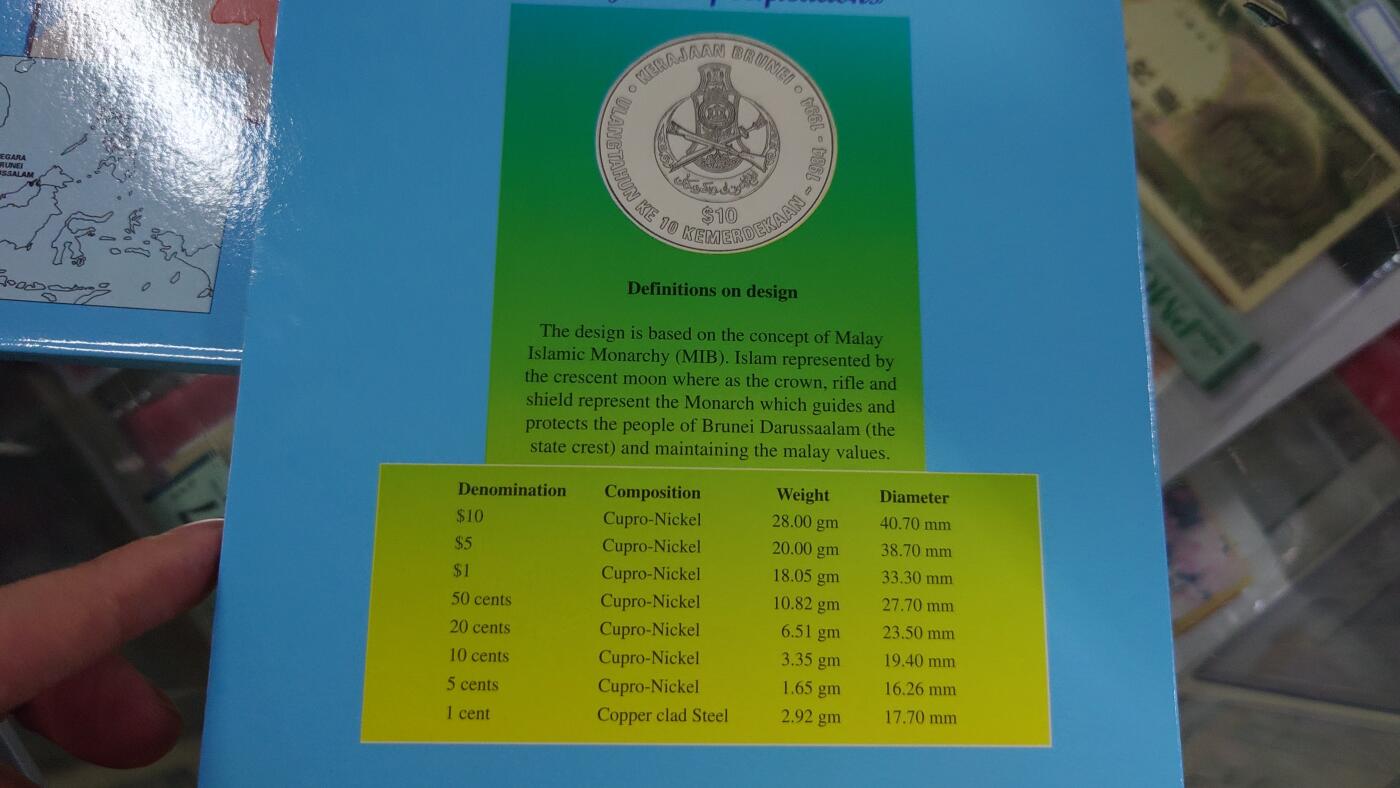 KERAJAAN BRUNEI
1994 - 1984
ULANGTAHUN KE 10 KEMERDEKAAN
$10
Definitions on design
The design is based on the concept of Malay
Islamic Monarchy (MIB). Islam represented by
the crescent moon where as the crown, rifle and
shield represent the Monarch which guides and
protects the people of Brunei Darussaalam (the
state crest) and maintaining the malay values.
Denomination Composition Weight Diameter
$10 Cupro-Nickel 28.00 gm 40.70 mm
$5 Cupro-Nickel 20.00 gm 38.70 mm
$1 Cupro-Nickel 18.05 gm 33.30 mm
50 cents Cupro-Nickel 10.82 gm 27.70 mm
20 cents Cupro-Nickel 6.51 gm 23.50 mm
10 cents Cupro-Nickel 3.35 gm 19.40 mm
5 cents Cupro-Nickel 1.65 gm 16.26 mm
1 cent Copper clad Steel 2.92 gm 17.70 mm